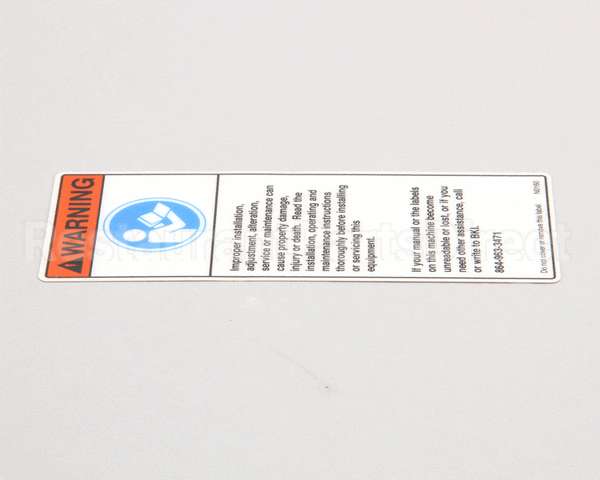 WARNING
Improper installation,
adjustment, alteration,
service or maintenance can
cause property damage,
injury or death. Read the
installation, operating and
maintenance instructions
thoroughly before installing
or servicing this
equipment.
If your manual or the labels
on this machine become
unreadable or lost, or if you
need other assistance, call
or write to BKI.
864-963-3471
Do not cover or remove this label